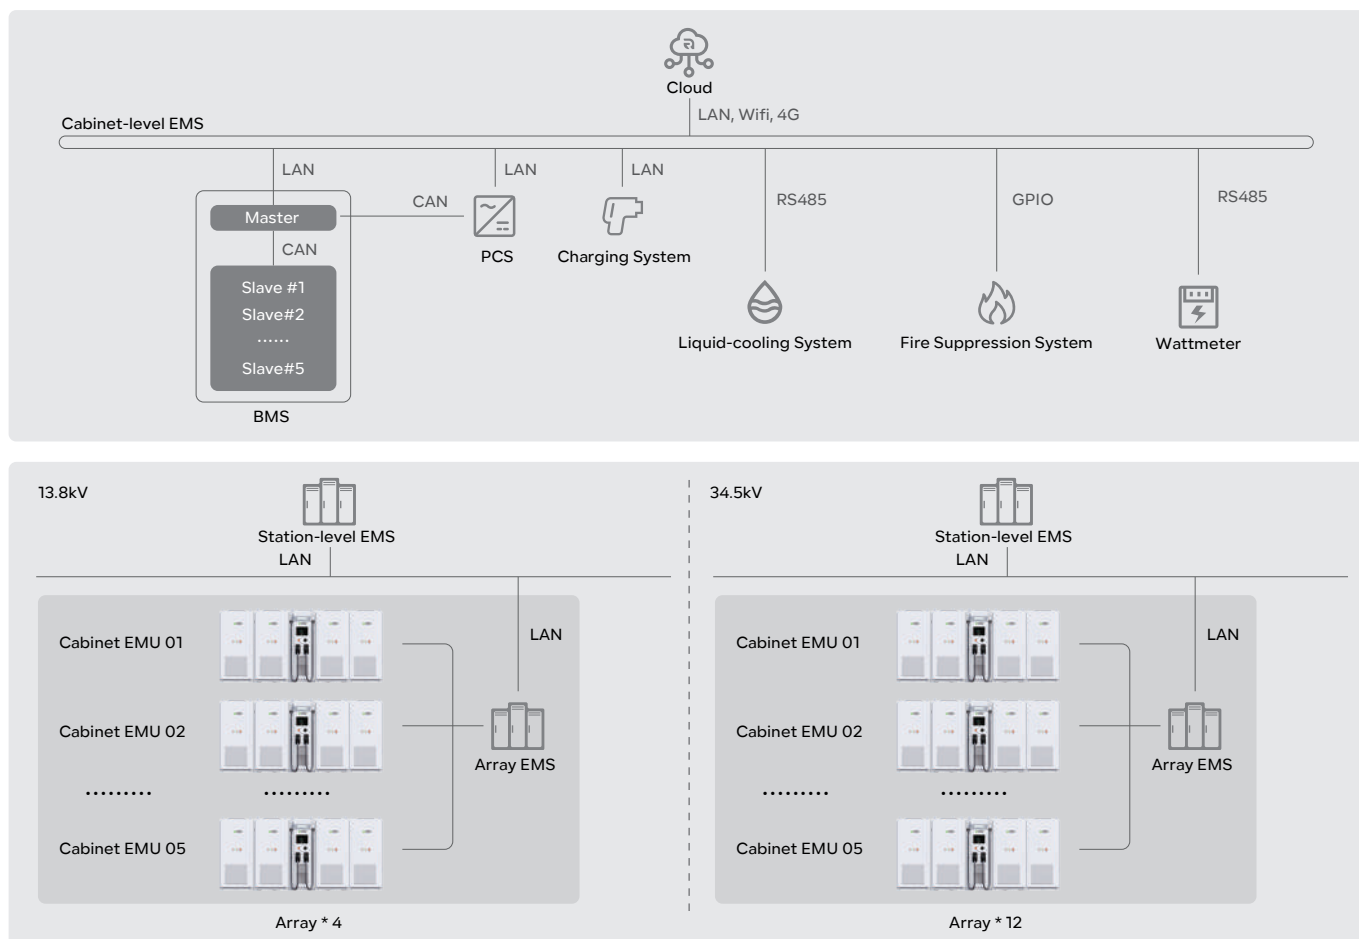 Cloud
LAN, Wifi, 4G
Cabinet-level EMS
LAN
LAN
LAN
RS485
GPIO
RS485
CAN
Master
CAN
Slave #1
Slave#2
......
Slave#5
BMS
PCS
Charging System
Liquid-cooling System
Fire Suppression System
Wattmeter
13.8kV
Station-level EMS
LAN
LAN
Cabinet EMU 01
Cabinet EMU 02
......... .........
Cabinet EMU 05
Array EMS
Array * 4
34.5kV
Station-level EMS
LAN
LAN
Cabinet EMU 01
Cabinet EMU 02
......... .........
Cabinet EMU 05
Array EMS
Array * 12